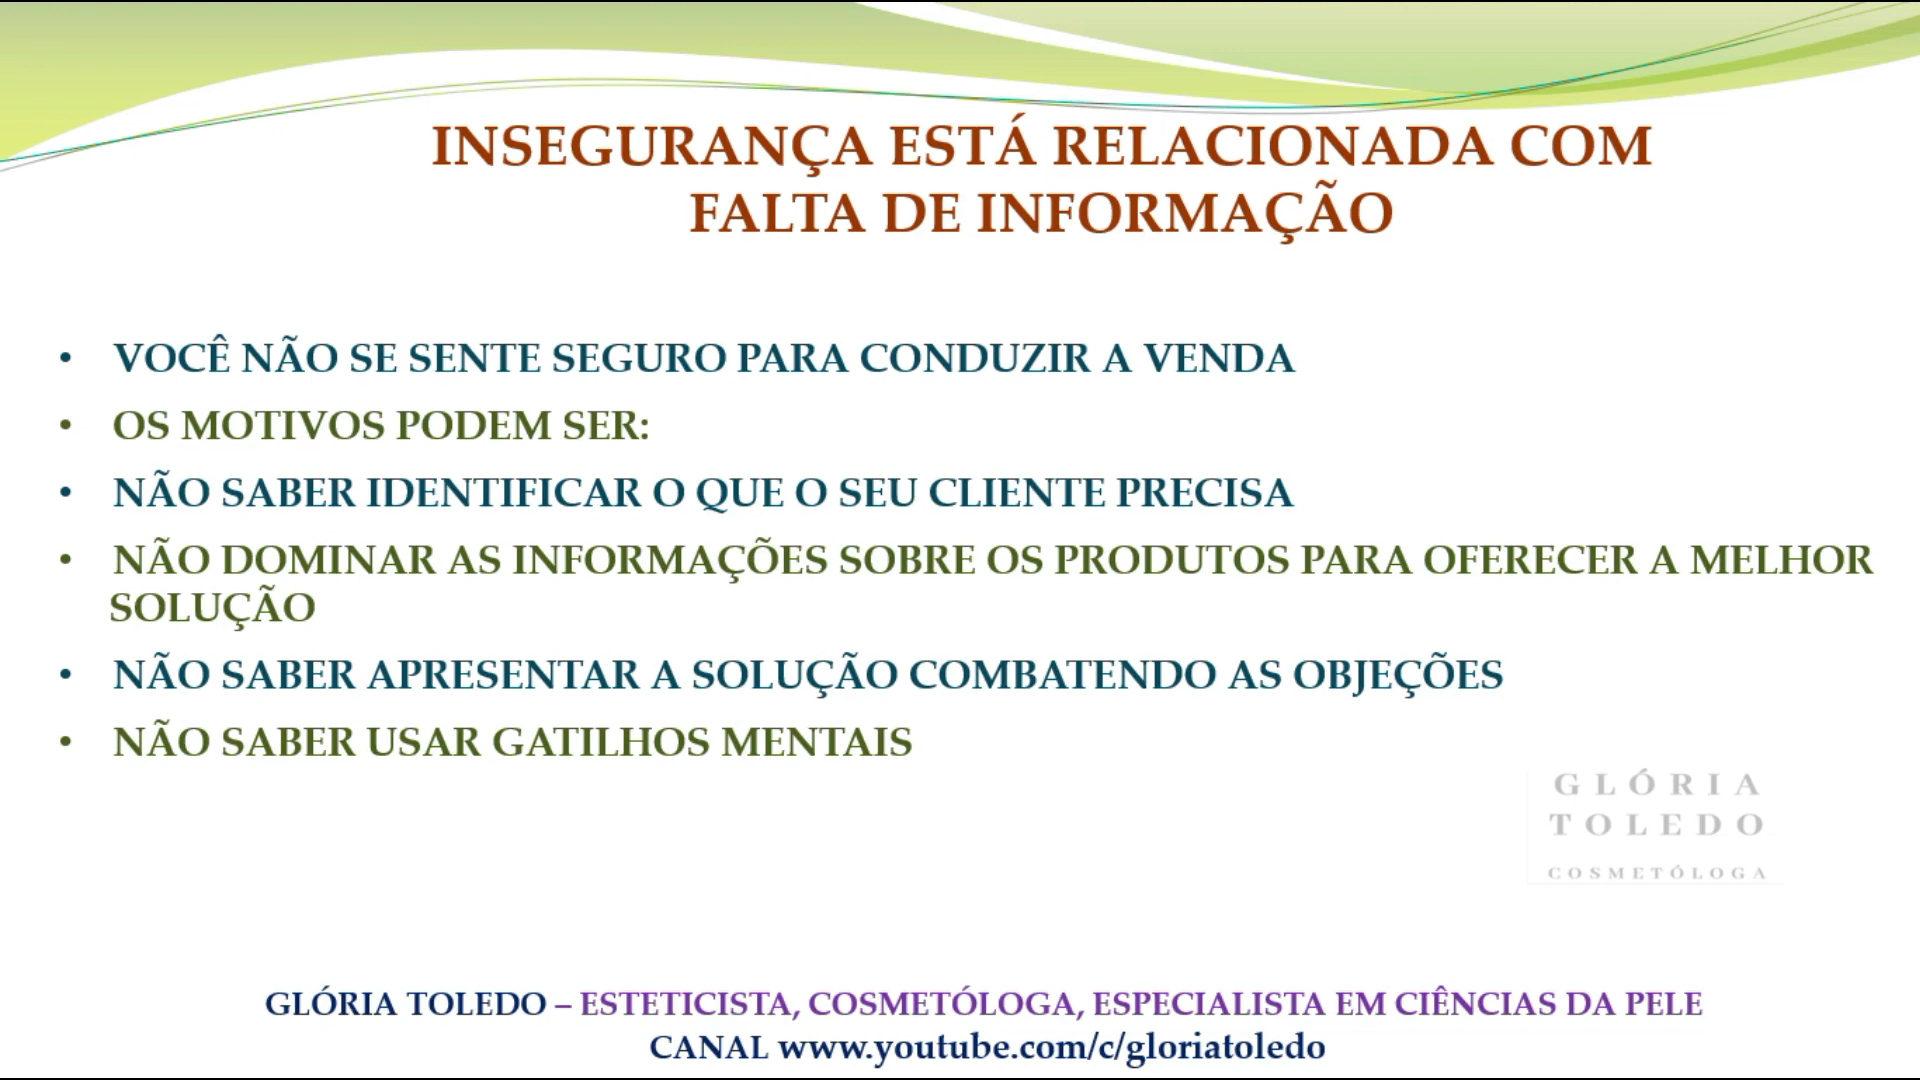 INSEGURANÇA ESTÁ RELACIONADA COM
FALTA DE INFORMAÇÃO
• VOCÊ NÃO SE SENTE SEGURO PARA CONDUZIR A VENDA
• OS MOTIVOS PODEM SER:
• NÃO SABER IDENTIFICAR O QUE O SEU CLIENTE PRECISA
• NÃO DOMINAR AS INFORMAÇÕES SOBRE OS PRODUTOS PARA OFERECER A MELHOR
SOLUÇÃO
• NÃO SABER APRESENTAR A SOLUÇÃO COMBATENDO AS OBJEÇÕES
• NÃO SABER USAR GATILHOS MENTAIS
GLÓRIA
TOLEDO
COSMETÓLOGA
GLÓRIA TOLEDO – ESTETICISTA, COSMETÓLOGA, ESPECIALISTA EM CIÊNCIAS DA PELE
CANAL www.youtube.com/c/gloriatoledo